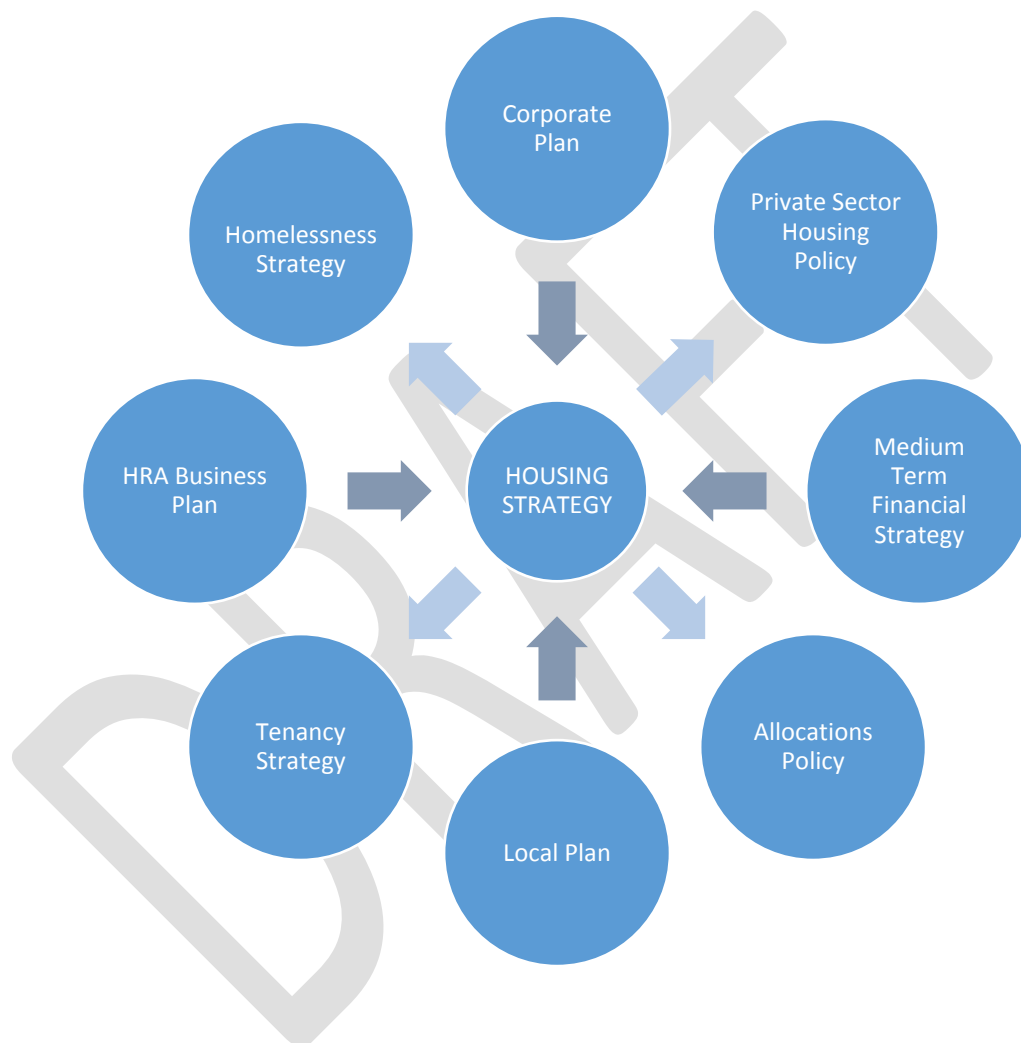 Corporate
Plan
Private Sector
Housing
Policy
Homelessness
Strategy
HRA Business
Plan
HOUSING
STRATEGY
Medium
Term
Financial
Strategy
Tenancy
Strategy
Allocations
Policy
Local Plan
DRAFT